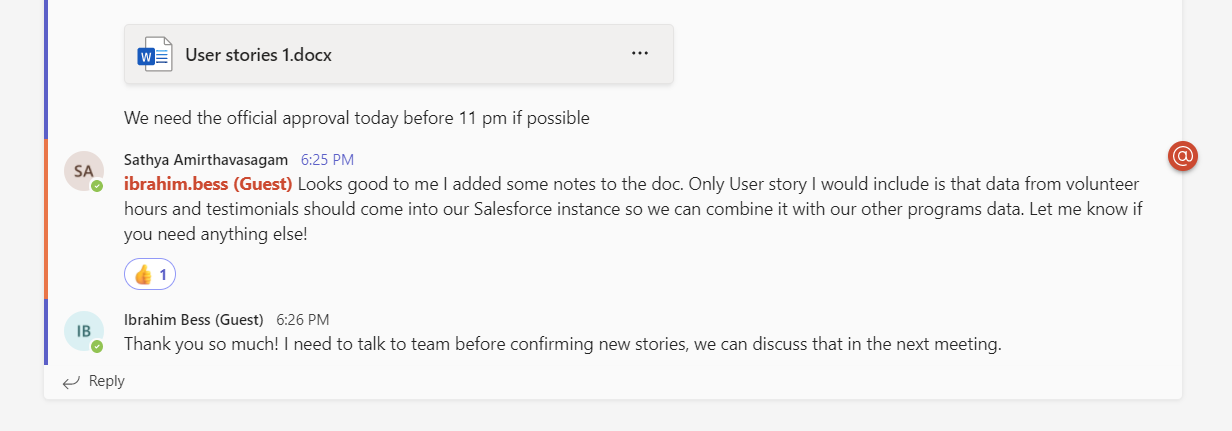 User stories 1.docx
We need the official approval today before 11 pm if possible
SA
Sathya Amirthavasagam 6:25 PM
@
ibrahim.bess (Guest) Looks good to me I added some notes to the doc. Only User story I would include is that data from volunteer
hours and testimonials should come into our Salesforce instance so we can combine it with our other programs data. Let me know if
you need anything else!
👍 1
IB
Ibrahim Bess (Guest) 6:26 PM
Thank you so much! I need to talk to team before confirming new stories, we can discuss that in the next meeting.
Reply